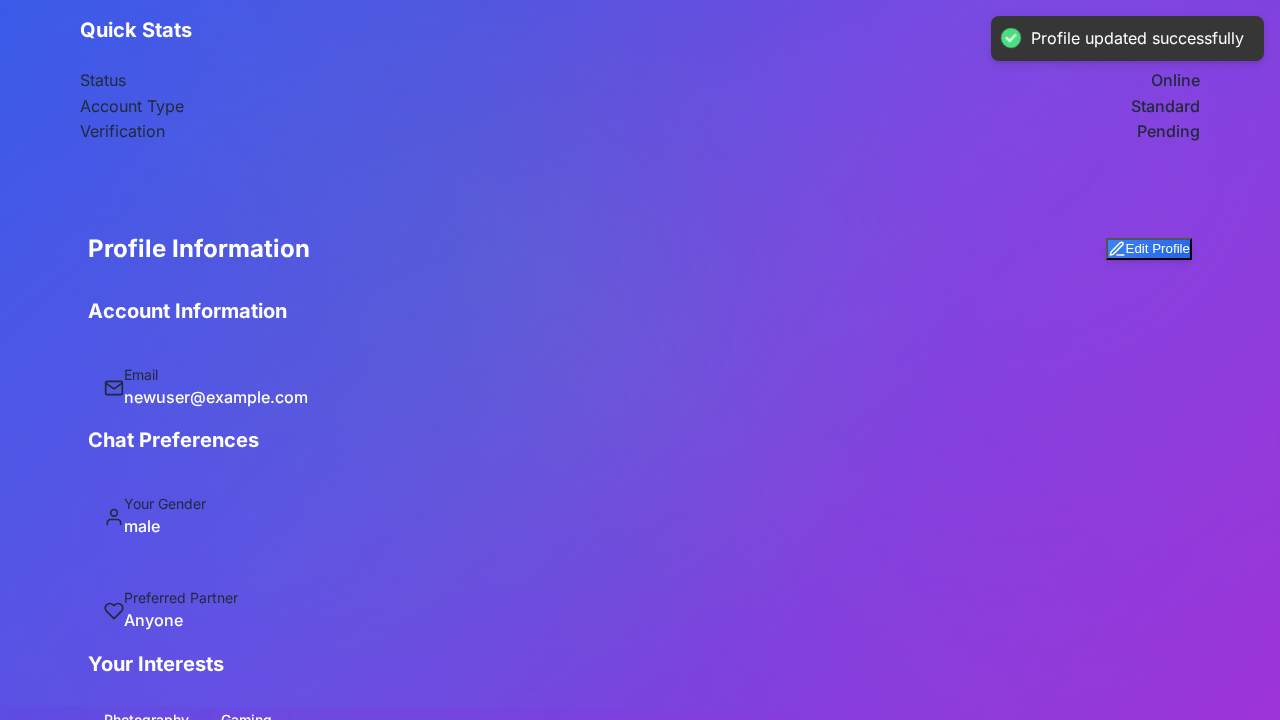 Quick Stats
Profile updated successfully
Status Online
Account Type Standard
Verification Pending
Profile Information
Edit Profile
Account Information
Email
newuser@example.com
Chat Preferences
Your Gender
male
Preferred Partner
Anyone
Your Interests
Photography Gaming